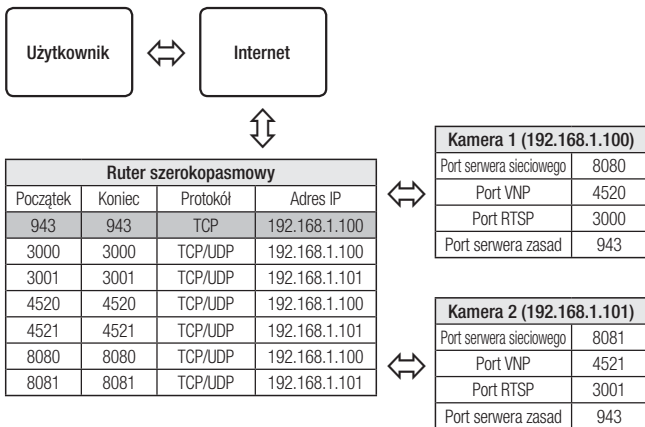 Użytkownik
Internet
Ruter szerokopasmowy
Początek Koniec Protokół Adres IP
943 943 TCP 192.168.1.100
3000 3000 TCP/UDP 192.168.1.100
3001 3001 TCP/UDP 192.168.1.101
4520 4520 TCP/UDP 192.168.1.100
4521 4521 TCP/UDP 192.168.1.101
8080 8080 TCP/UDP 192.168.1.100
8081 8081 TCP/UDP 192.168.1.101
Kamera 1 (192.168.1.100)
Port serwera sieciowego 8080
Port VNP 4520
Port RTSP 3000
Port serwera zasad 943
Kamera 2 (192.168.1.101)
Port serwera sieciowego 8081
Port VNP 4521
Port RTSP 3001
Port serwera zasad 943